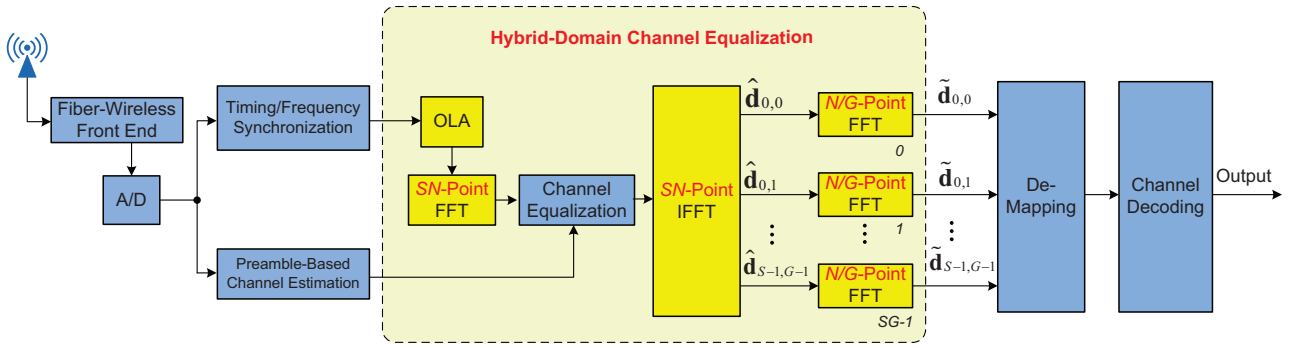 Hybrid-Domain Channel Equalization
Fiber-Wireless
Front End
A/D
Timing/Frequency
Synchronization
Preamble-Based
Channel Estimation
OLA
SN-Point
FFT
Channel
Equalization
SN-Point
IFFT
d̂0,0
d̂0,1
⋮
d̂S−1,G−1
N/G-Point
FFT
0
N/G-Point
FFT
1
⋮
N/G-Point
FFT
SG-1
d̃0,0
d̃0,1
⋮
d̃S−1,G−1
De-
Mapping
Channel
Decoding
Output